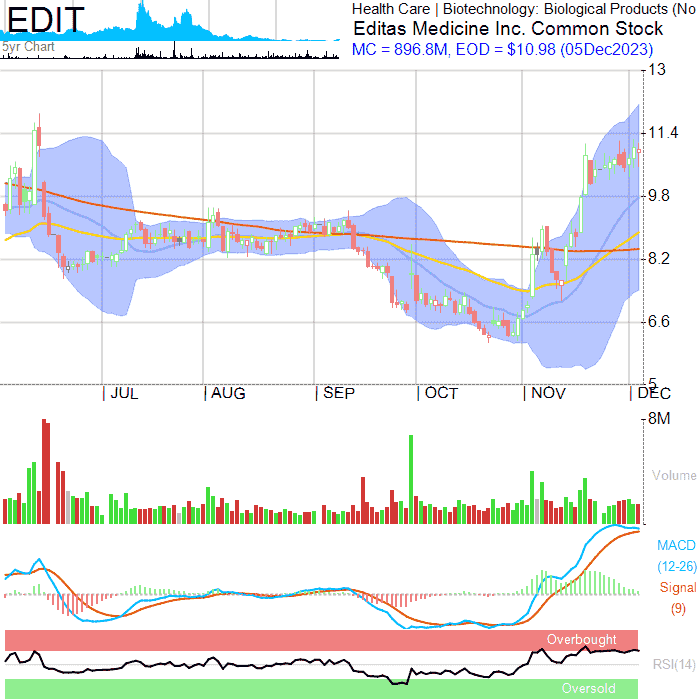 EDIT
5yr Chart
Health Care | Biotechnology: Biological Products (No
Editas Medicine Inc. Common Stock
MC = 896.8M, EOD = $10.98 (05Dec2023)
13
11.4
9.8
8.2
6.6
5
| JUL | AUG | SEP | OCT | NOV | DEC
8M
Volume
MACD
(12-26)
Signal
(9)
Overbought
RSI(14)
Oversold